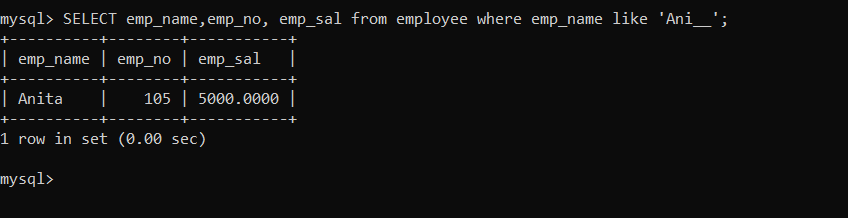 mysql> SELECT emp_name,emp_no, emp_sal from employee where emp_name like 'Ani__';
+----------+--------+-----------+
| emp_name | emp_no | emp_sal   |
+----------+--------+-----------+
| Anita    |    105 | 5000.0000 |
+----------+--------+-----------+
1 row in set (0.00 sec)
mysql>